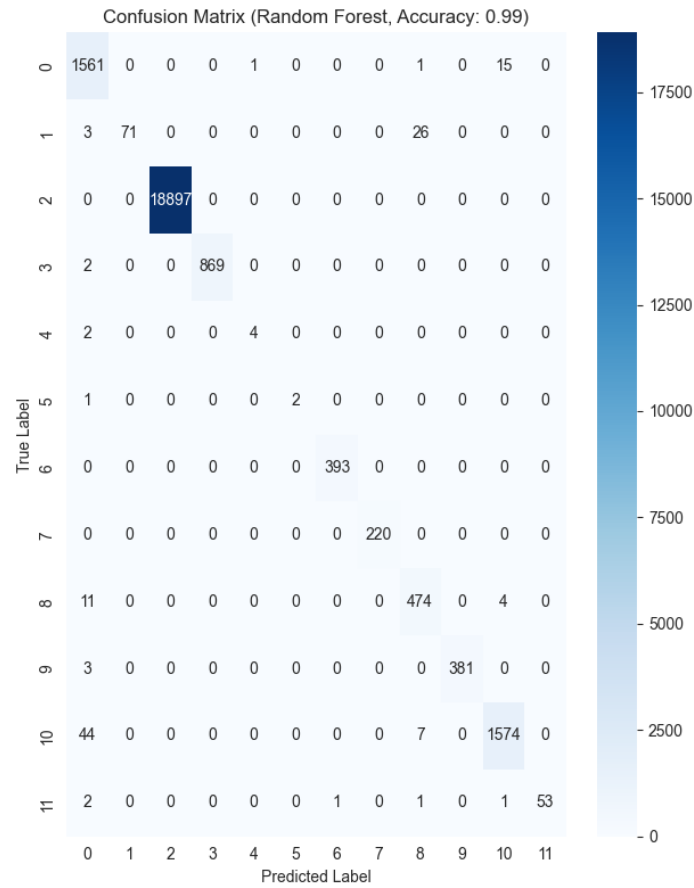 Confusion Matrix (Random Forest, Accuracy: 0.99)
0 1561 0 0 0 1 0 0 0 1 0 15 0
1 3 71 0 0 0 0 0 0 26 0 0 0
2 0 0 18897 0 0 0 0 0 0 0 0 0
3 2 0 0 869 0 0 0 0 0 0 0 0
4 2 0 0 0 4 0 0 0 0 0 0 0
5 1 0 0 0 0 2 0 0 0 0 0 0
6 0 0 0 0 0 0 393 0 0 0 0 0
7 0 0 0 0 0 0 0 220 0 0 0 0
8 11 0 0 0 0 0 0 0 474 0 4 0
9 3 0 0 0 0 0 0 0 0 381 0 0
10 44 0 0 0 0 0 0 0 7 0 1574 0
11 2 0 0 0 0 0 1 0 1 0 1 53
0 1 2 3 4 5 6 7 8 9 10 11
Predicted Label
True Label
17500
15000
12500
10000
7500
5000
2500
0